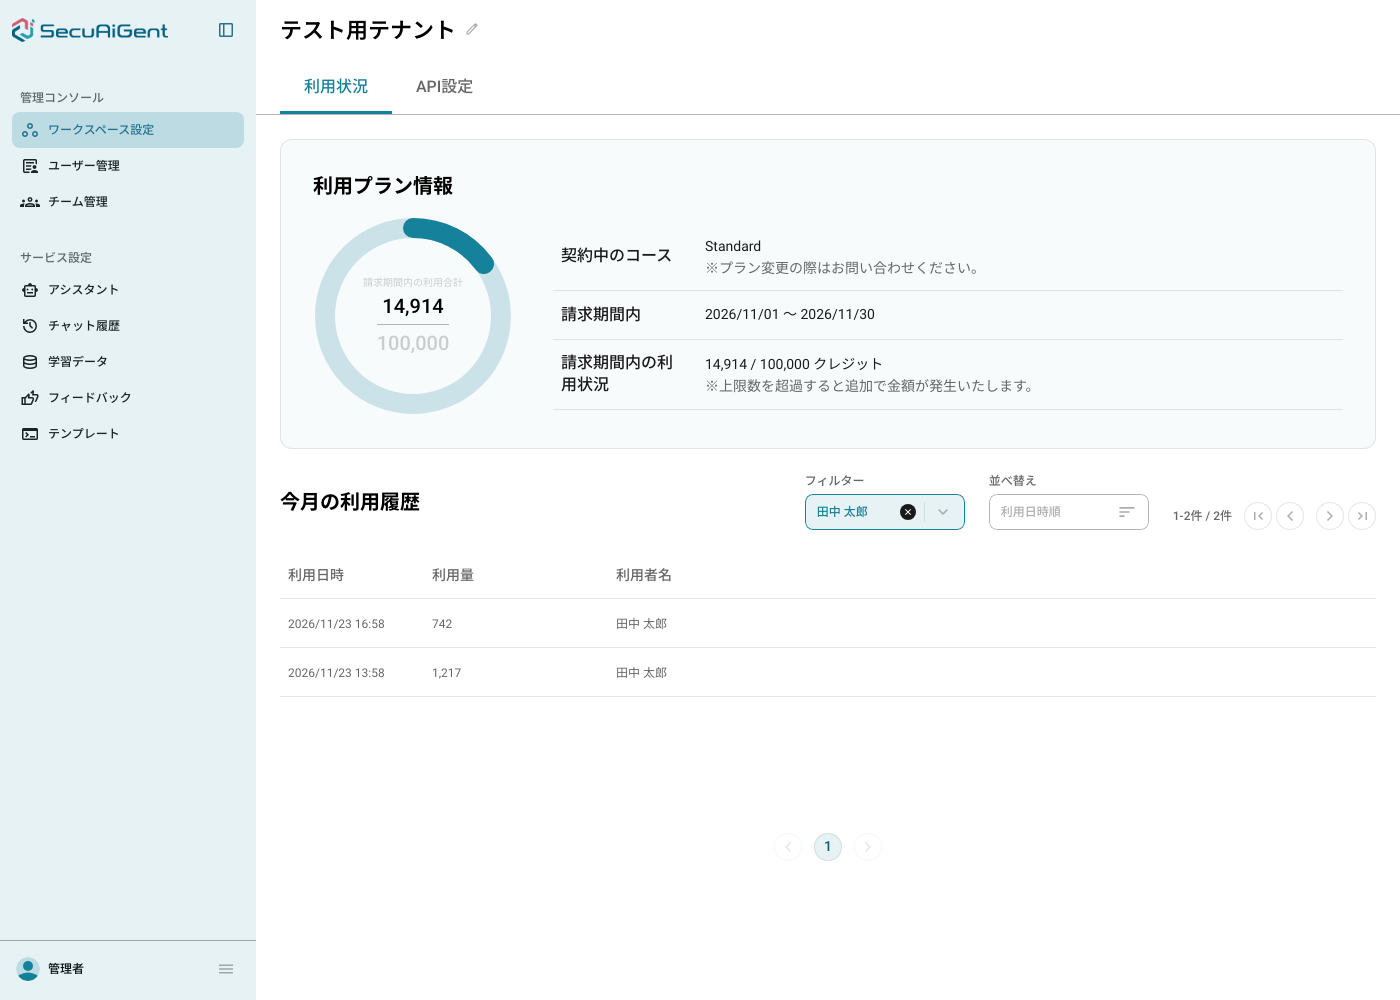 SecuAiGent
管理コンソール
ワークスペース設定
ユーザー管理
チーム管理
サービス設定
アシスタント
チャット履歴
学習データ
フィードバック
テンプレート
管理者
テスト用テナント
利用状況
API設定
利用プラン情報
請求期間内の利用合計
14,914
100,000
契約中のコース
Standard
※プラン変更の際はお問い合わせください。
請求期間内
2026/11/01 〜 2026/11/30
請求期間内の利
用状況
14,914 / 100,000 クレジット
※上限数を超過すると追加で金額が発生いたします。
今月の利用履歴
フィルター
田中 太郎
並べ替え
利用日時順
1-2件 / 2件
利用日時 利用量 利用者名
2026/11/23 16:58 742 田中 太郎
2026/11/23 13:58 1,217 田中 太郎
1